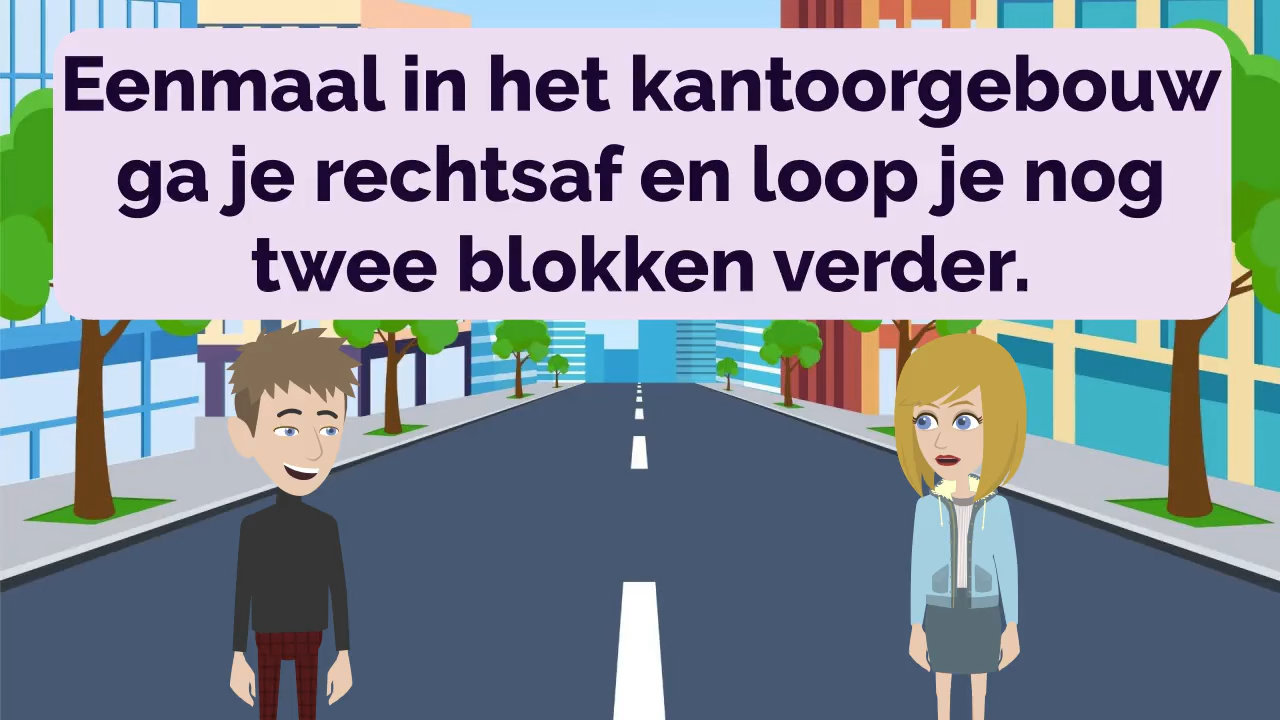 Eenmaal in het kantoorgebouw
ga je rechtsaf en loop je nog
twee blokken verder.